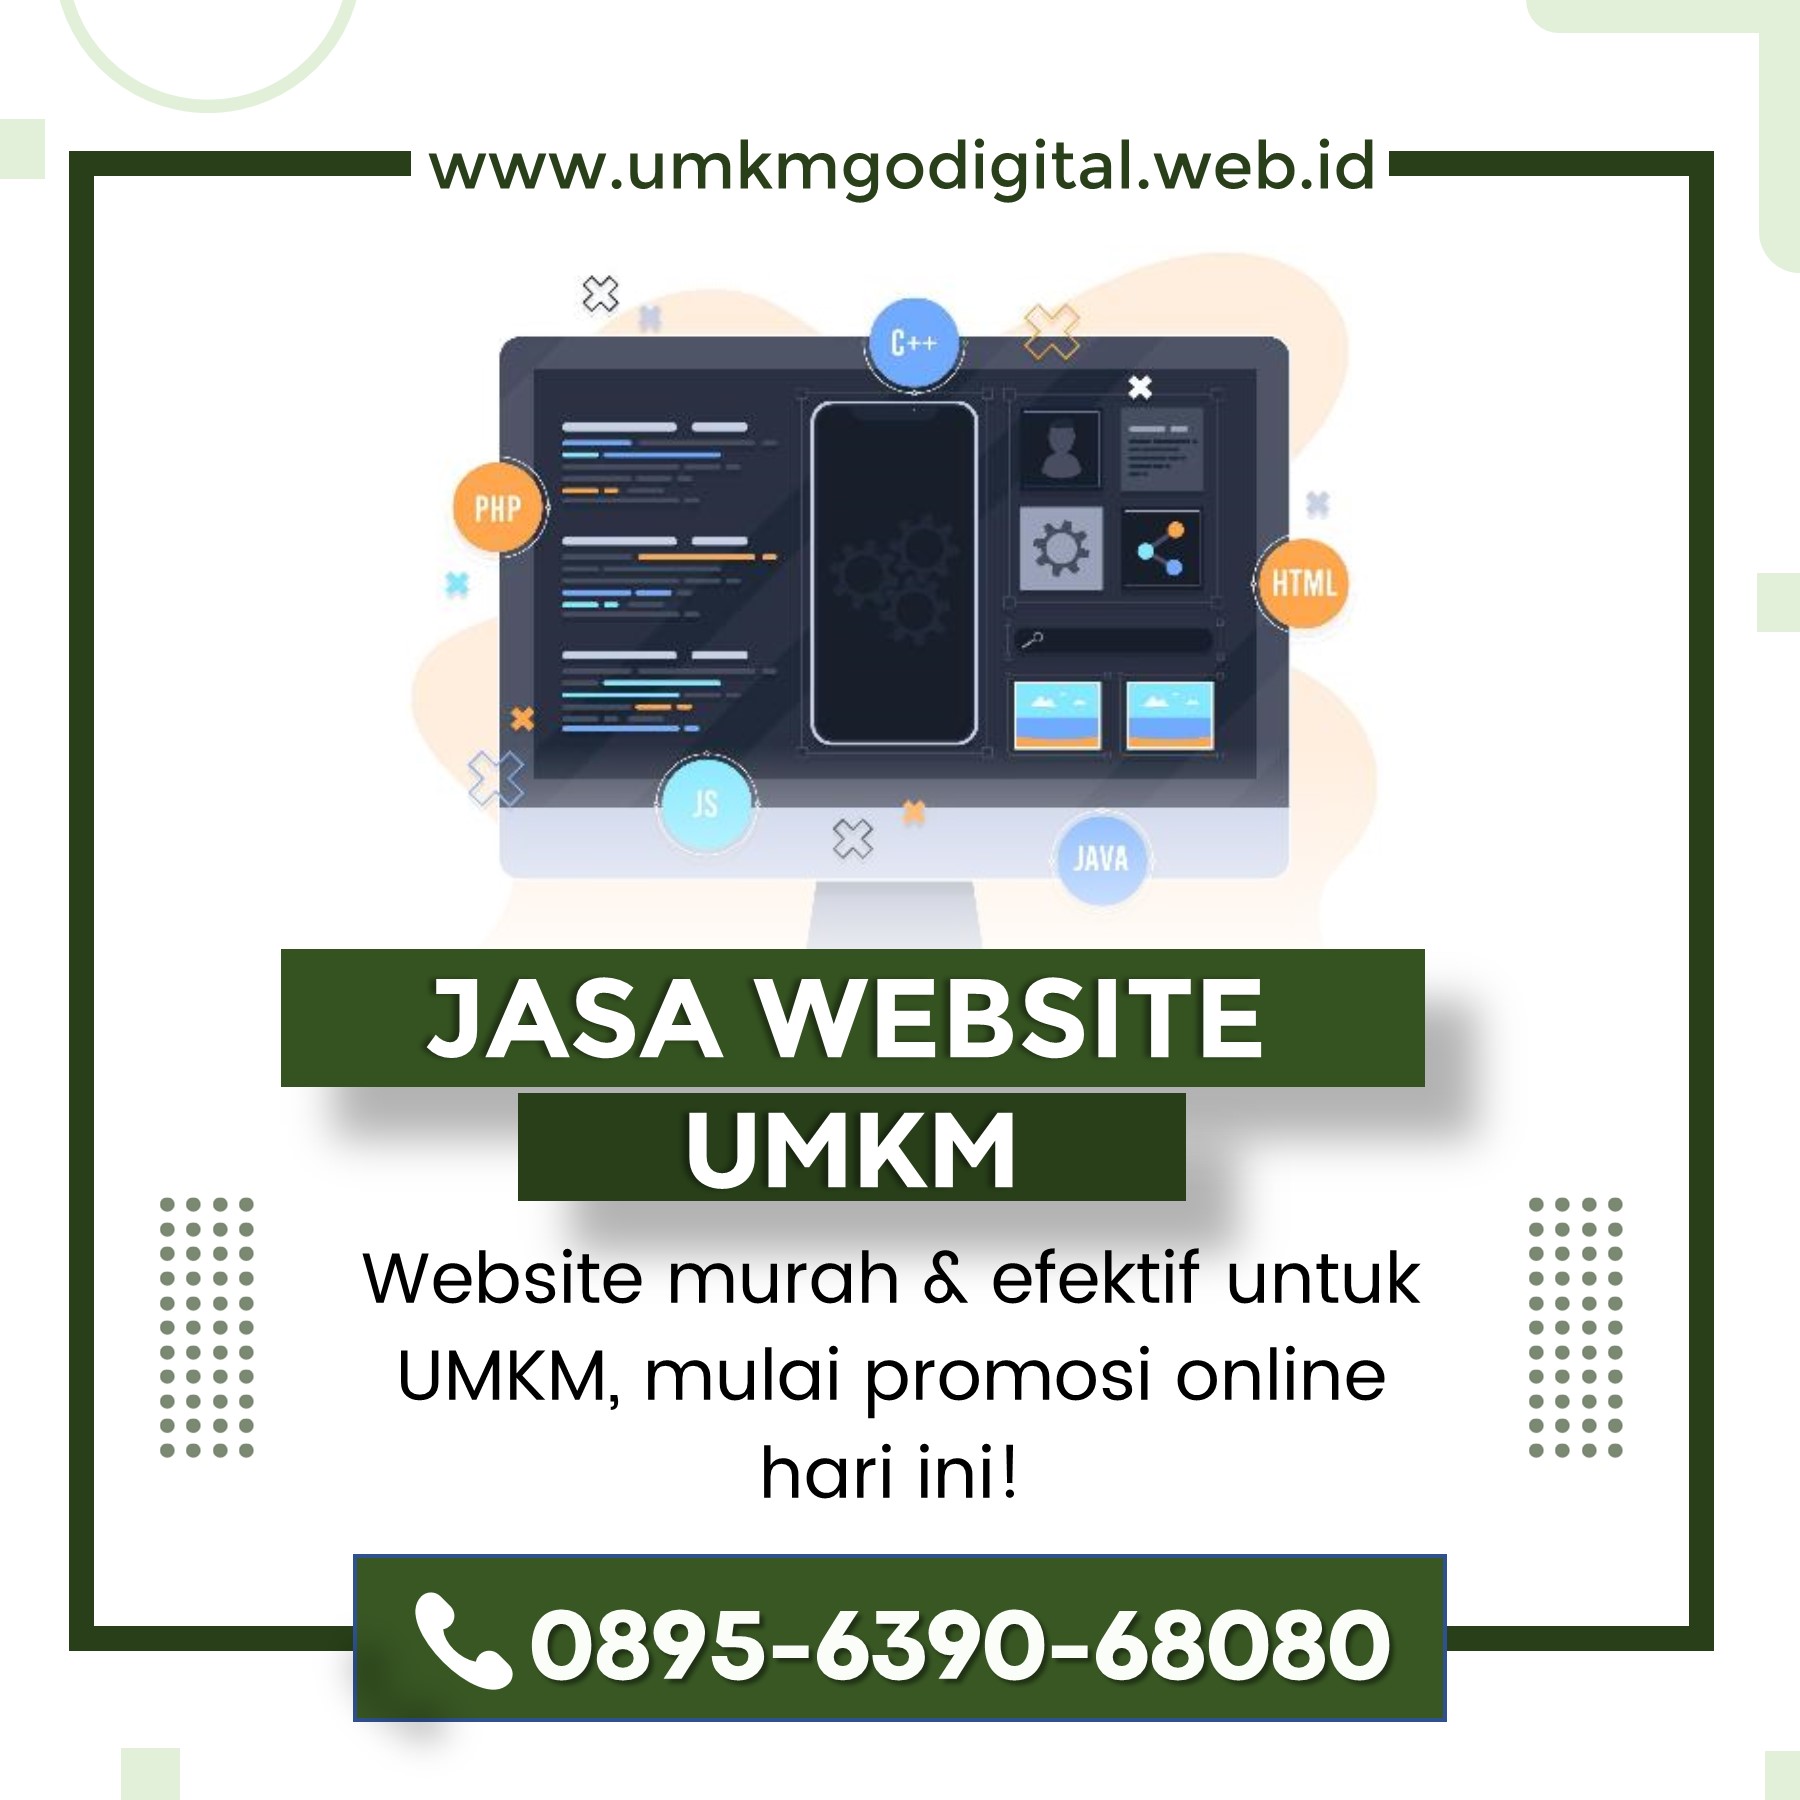 www.umkmgodigital.web.id
C++
PHP
HTML
JS
JAVA
JASA WEBSITE
UMKM
Website murah & efektif untuk
UMKM, mulai promosi online
hari ini!
0895-6390-68080